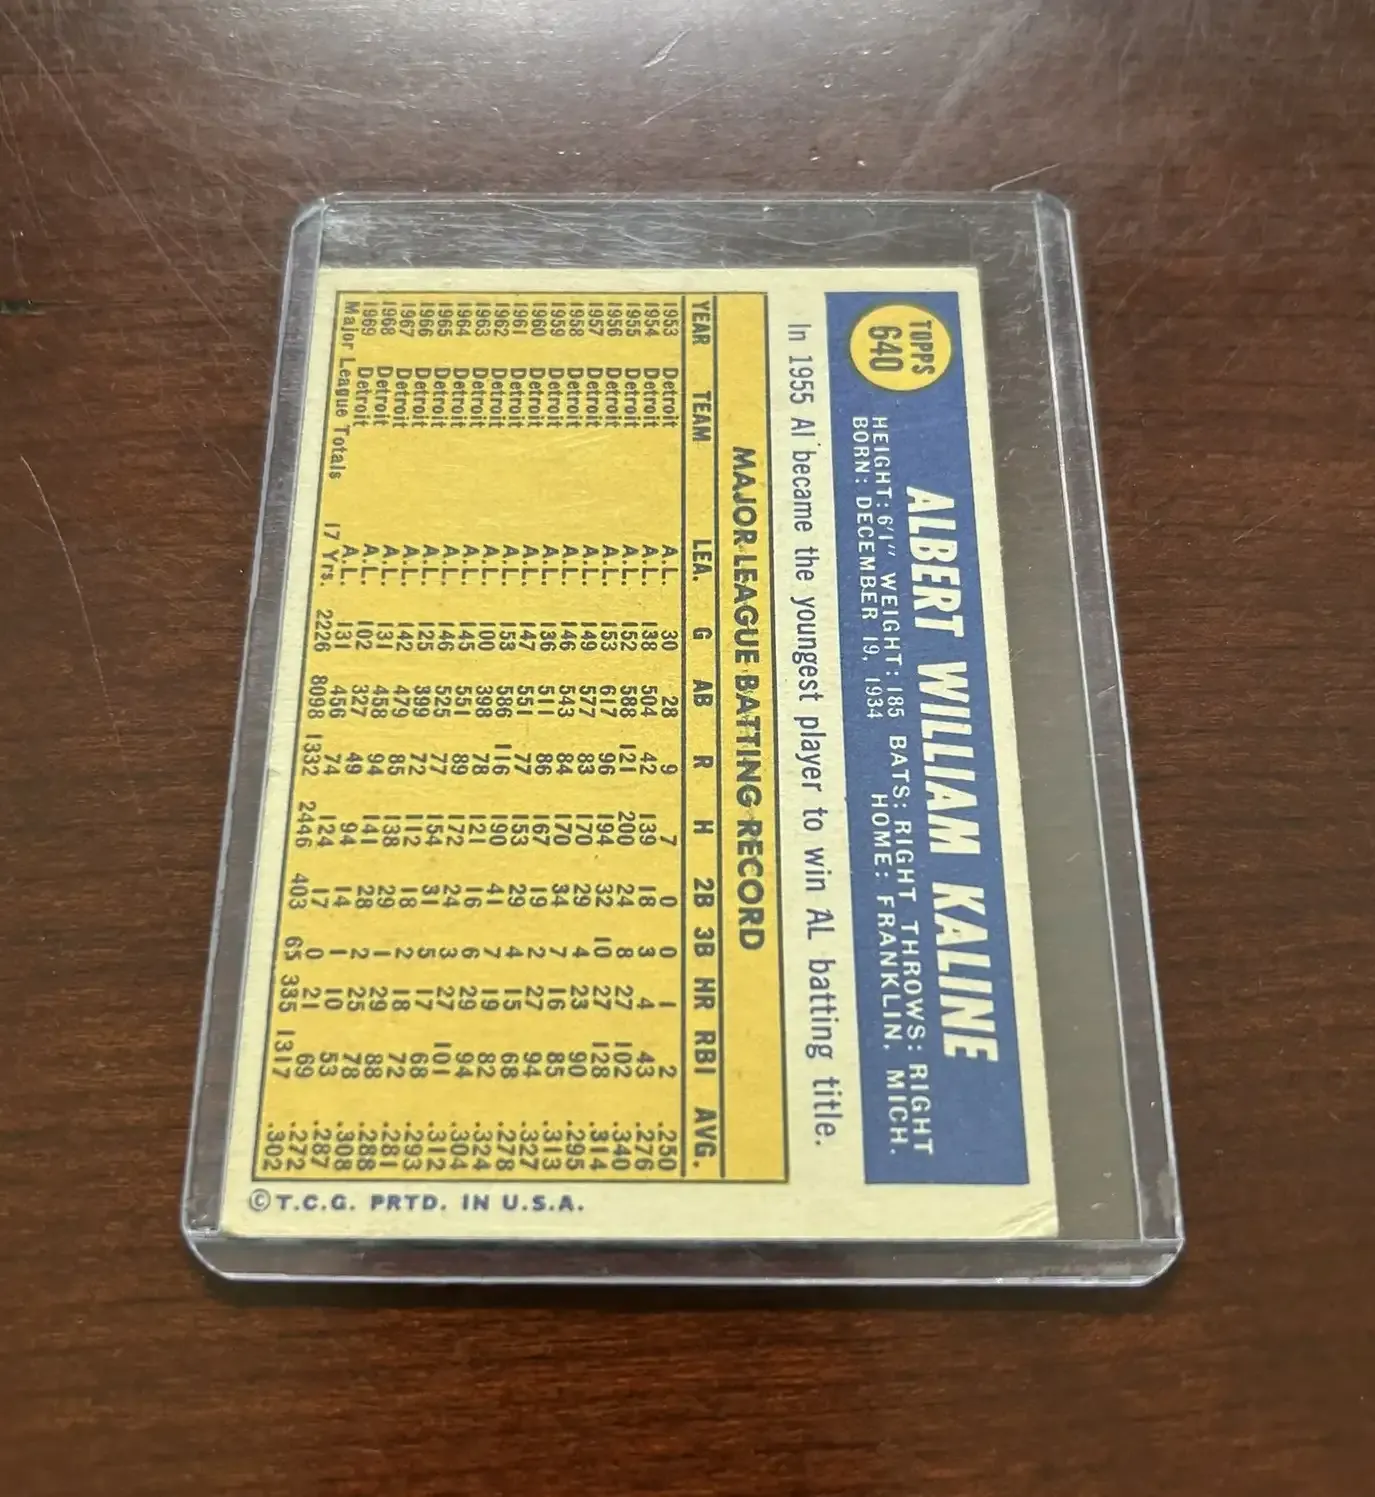 TOPPS
640
ALBERT WILLIAM KALINE
HEIGHT: 6'1" WEIGHT: 185 BATS: RIGHT THROWS: RIGHT
BORN: DECEMBER 19, 1934 HOME: FRANKLIN, MICH.
In 1955 Al became the youngest player to win AL batting title.
MAJOR LEAGUE BATTING RECORD
YEAR TEAM LEA. G AB R H 2B 3B HR RBI AVG.
1953 Detroit A.L. 30 28 9 7 0 0 1 2 .250
1954 Detroit A.L. 138 504 42 139 18 3 4 43 .276
1955 Detroit A.L. 152 588 121 200 24 8 27 102 .340
1956 Detroit A.L. 153 617 96 194 32 10 27 128 .314
1957 Detroit A.L. 149 577 83 170 29 4 23 90 .295
1958 Detroit A.L. 146 543 84 170 34 7 16 85 .313
1959 Detroit A.L. 136 511 86 167 19 2 27 94 .327
1960 Detroit A.L. 147 551 77 153 29 4 15 68 .278
1961 Detroit A.L. 153 586 116 190 41 7 19 82 .324
1962 Detroit A.L. 100 398 78 121 16 6 29 94 .304
1963 Detroit A.L. 145 551 89 172 24 3 27 101 .312
1964 Detroit A.L. 146 525 77 154 31 5 17 68 .293
1965 Detroit A.L. 125 399 72 112 18 2 18 72 .281
1966 Detroit A.L. 142 479 85 138 29 1 29 88 .288
1967 Detroit A.L. 131 458 94 141 28 2 25 78 .308
1968 Detroit A.L. 102 327 49 94 14 1 10 53 .287
1969 Detroit A.L. 131 456 74 124 17 0 21 69 .272
Major League Totals 17 Yrs. 2226 8098 1332 2446 403 65 335 1317 .302
©T.C.G. PRTD. IN U.S.A.